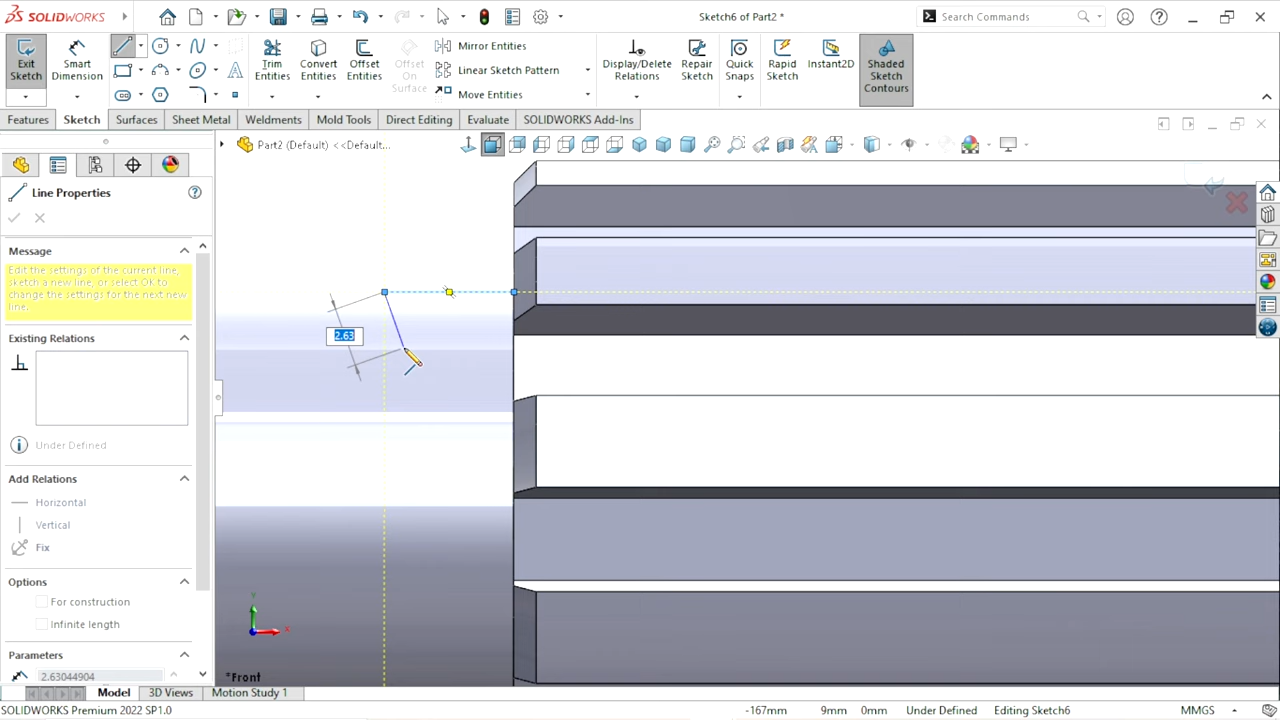 SOLIDWORKS
Sketch6 of Part2 *
Search Commands
Exit Sketch
Smart Dimension
Trim Entities
Convert Entities
Offset Entities
Offset On Surface
Mirror Entities
Linear Sketch Pattern
Move Entities
Display/Delete Relations
Repair Sketch
Quick Snaps
Rapid Sketch
Instant2D
Shaded Sketch Contours
Features Sketch Surfaces Sheet Metal Weldments Mold Tools Direct Editing Evaluate SOLIDWORKS Add-Ins
Part2 (Default) <<Default...
Line Properties
Message
Edit the settings of the current line,
sketch a new line, or select OK to
change the settings for the next new
line.
Existing Relations
Under Defined
Add Relations
Horizontal
Vertical
Fix
Options
For construction
Infinite length
Parameters
2.63044904
2.63
Y
X
*Front
Model 3D Views Motion Study 1
SOLIDWORKS Premium 2022 SP1.0 -167mm 9mm 0mm Under Defined Editing Sketch6 MMGS